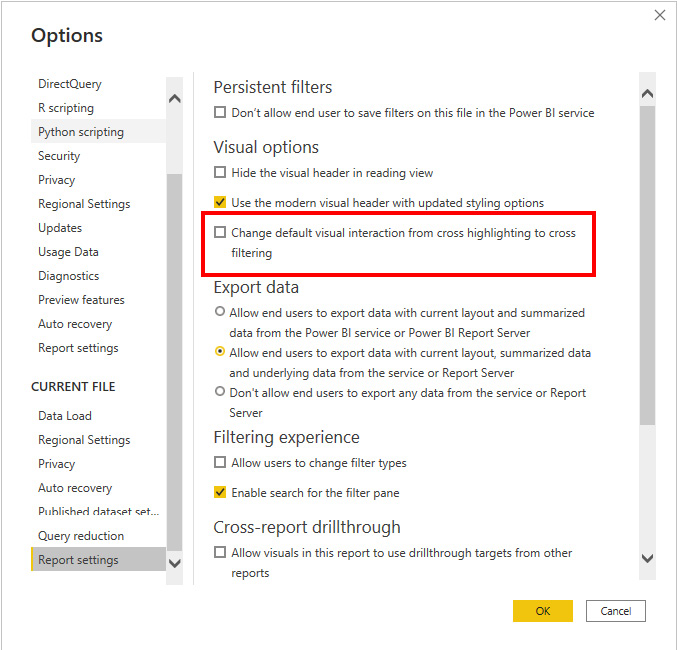 Options
DirectQuery
R scripting
Python scripting
Security
Privacy
Regional Settings
Updates
Usage Data
Diagnostics
Preview features
Auto recovery
Report settings
CURRENT FILE
Data Load
Regional Settings
Privacy
Auto recovery
Published dataset set...
Query reduction
Report settings
Persistent filters
Don't allow end user to save filters on this file in the Power BI service
Visual options
Hide the visual header in reading view
Use the modern visual header with updated styling options
Change default visual interaction from cross highlighting to cross
filtering
Export data
Allow end users to export data with current layout and summarized
data from the Power BI service or Power BI Report Server
Allow end users to export data with current layout, summarized data
and underlying data from the service or Report Server
Don't allow end users to export any data from the service or Report
Server
Filtering experience
Allow users to change filter types
Enable search for the filter pane
Cross-report drillthrough
Allow visuals in this report to use drillthrough targets from other
reports
OK
Cancel